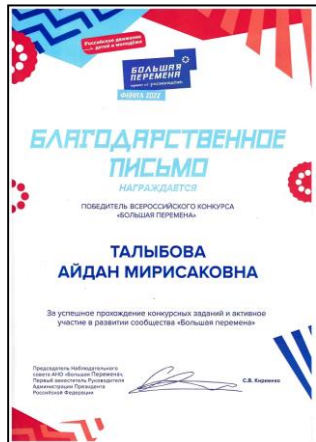 Российское движение
детей и молодёжи
БОЛЬШАЯ
ПЕРЕМЕНА
ФИНАЛ 2022
БЛАГОДАРСТВЕННОЕ
ПИСЬМО
НАГРАЖДАЕТСЯ
ПОБЕДИТЕЛЬ ВСЕРОССИЙСКОГО КОНКУРСА
«БОЛЬШАЯ ПЕРЕМЕНА»
ТАЛЫБОВА
АЙДАН МИРИСАКОВНА
За успешное прохождение конкурсных заданий и активное
участие в развитии сообщества «Большая перемена»
Председатель Наблюдательного
совета АНО «Большая Перемена»,
Первый заместитель Руководителя
Администрации Президента
Российской Федерации
С.В. Кириенко